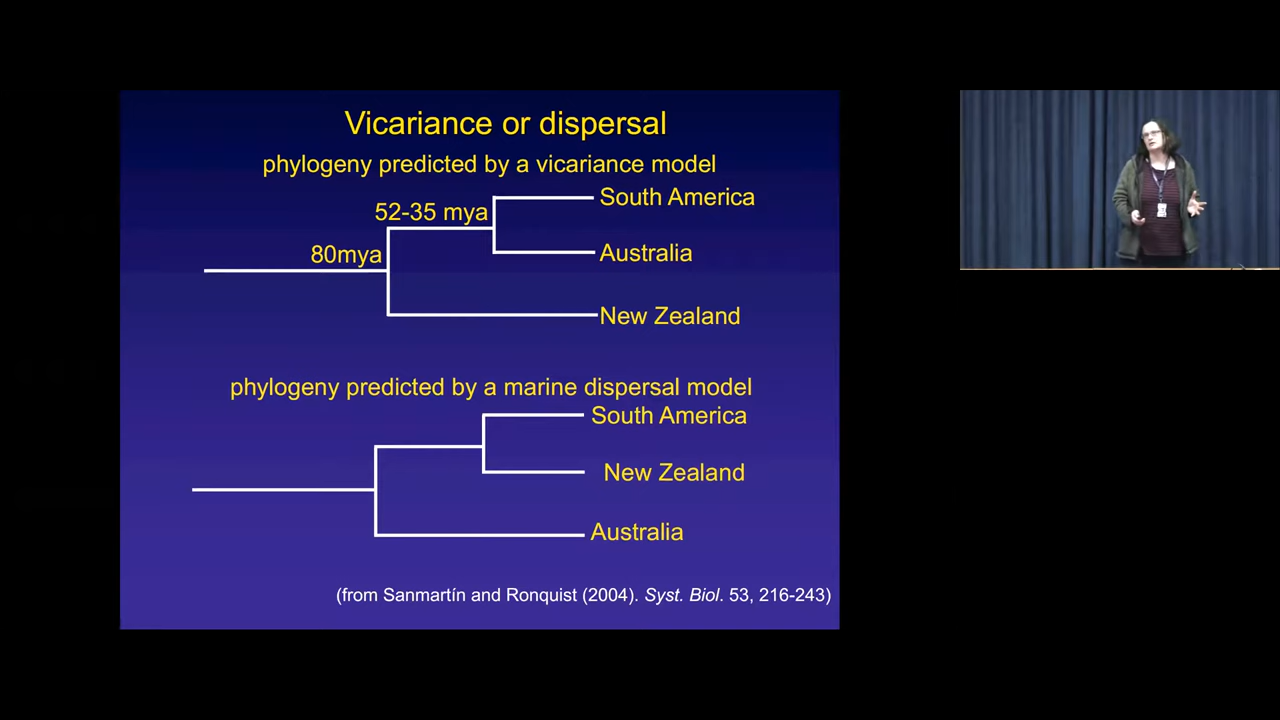 Vicariance or dispersal
phylogeny predicted by a vicariance model
South America
52-35 mya
Australia
80mya
New Zealand
phylogeny predicted by a marine dispersal model
South America
New Zealand
Australia
(from Sanmartín and Ronquist (2004). Syst. Biol. 53, 216-243)